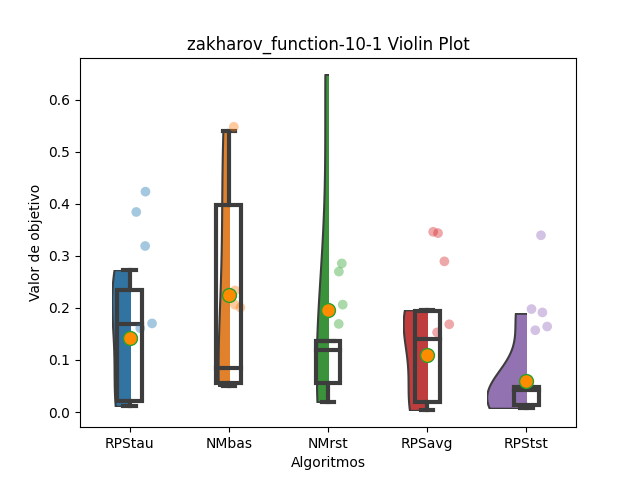 zakharov_function-10-1 Violin Plot
Valor de objetivo
0.6
0.5
0.4
0.3
0.2
0.1
0.0
RPStau NMbas NMrst RPSavg RPStst
Algoritmos